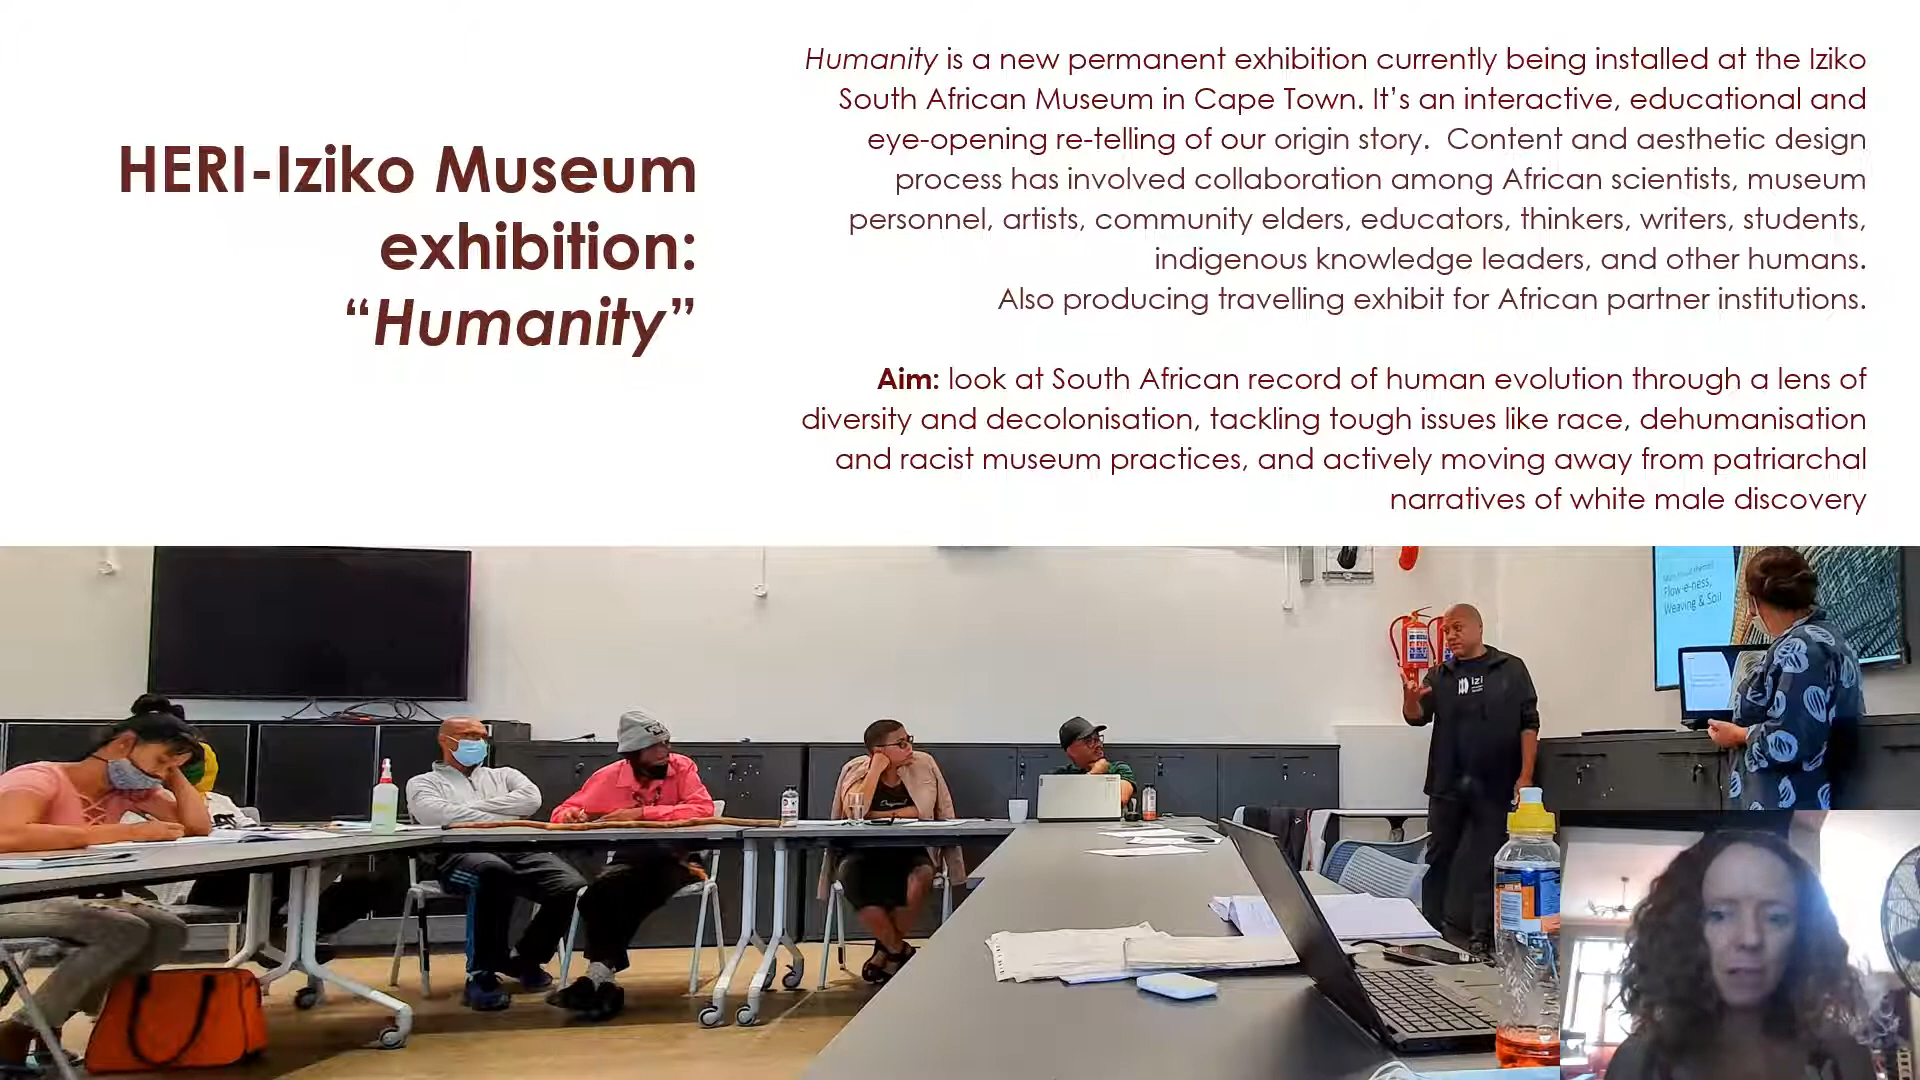 HERI-Iziko Museum
exhibition:
“Humanity”
Humanity is a new permanent exhibition currently being installed at the Iziko
South African Museum in Cape Town. It’s an interactive, educational and
eye-opening re-telling of our origin story.  Content and aesthetic design
process has involved collaboration among African scientists, museum
personnel, artists, community elders, educators, thinkers, writers, students,
indigenous knowledge leaders, and other humans.
Also producing travelling exhibit for African partner institutions.
Aim: look at South African record of human evolution through a lens of
diversity and decolonisation, tackling tough issues like race, dehumanisation
and racist museum practices, and actively moving away from patriarchal
narratives of white male discovery
Flow-e-ness,
Weaving & Soil
izi